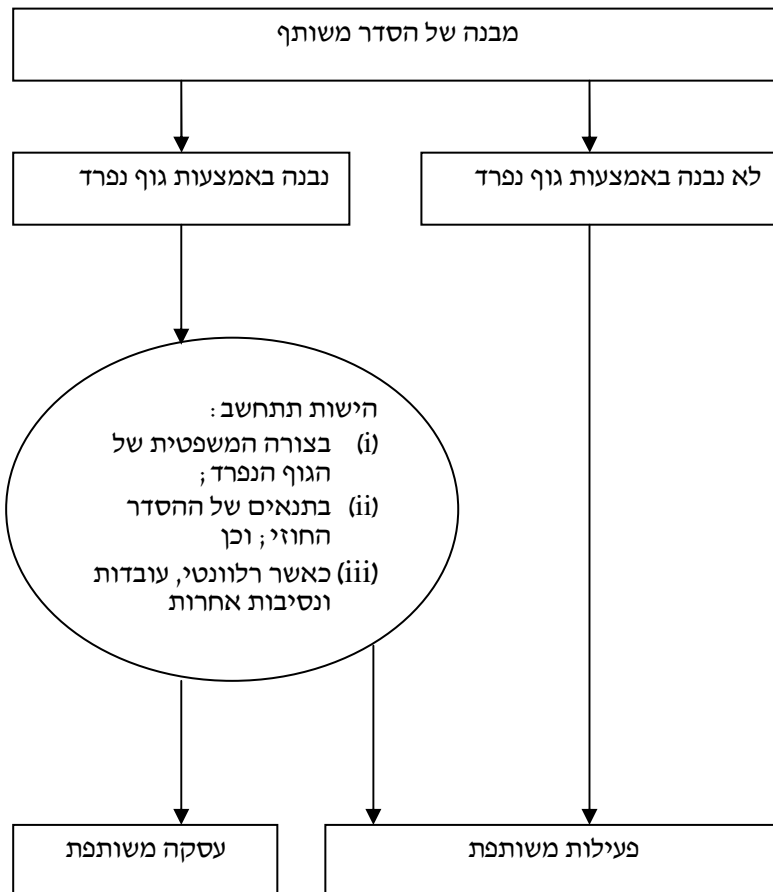 מבנה של הסדר משותף
לא נבנה באמצעות גוף נפרד
נבנה באמצעות גוף נפרד
הישות תתחשב:
(i) בצורה המשפטית של
הגוף הנפרד;
(ii) בתנאים של ההסדר
החוזי; וכן
(iii) כאשר רלוונטי, עובדות
ונסיבות אחרות
פעילות משותפת
עסקה משותפת